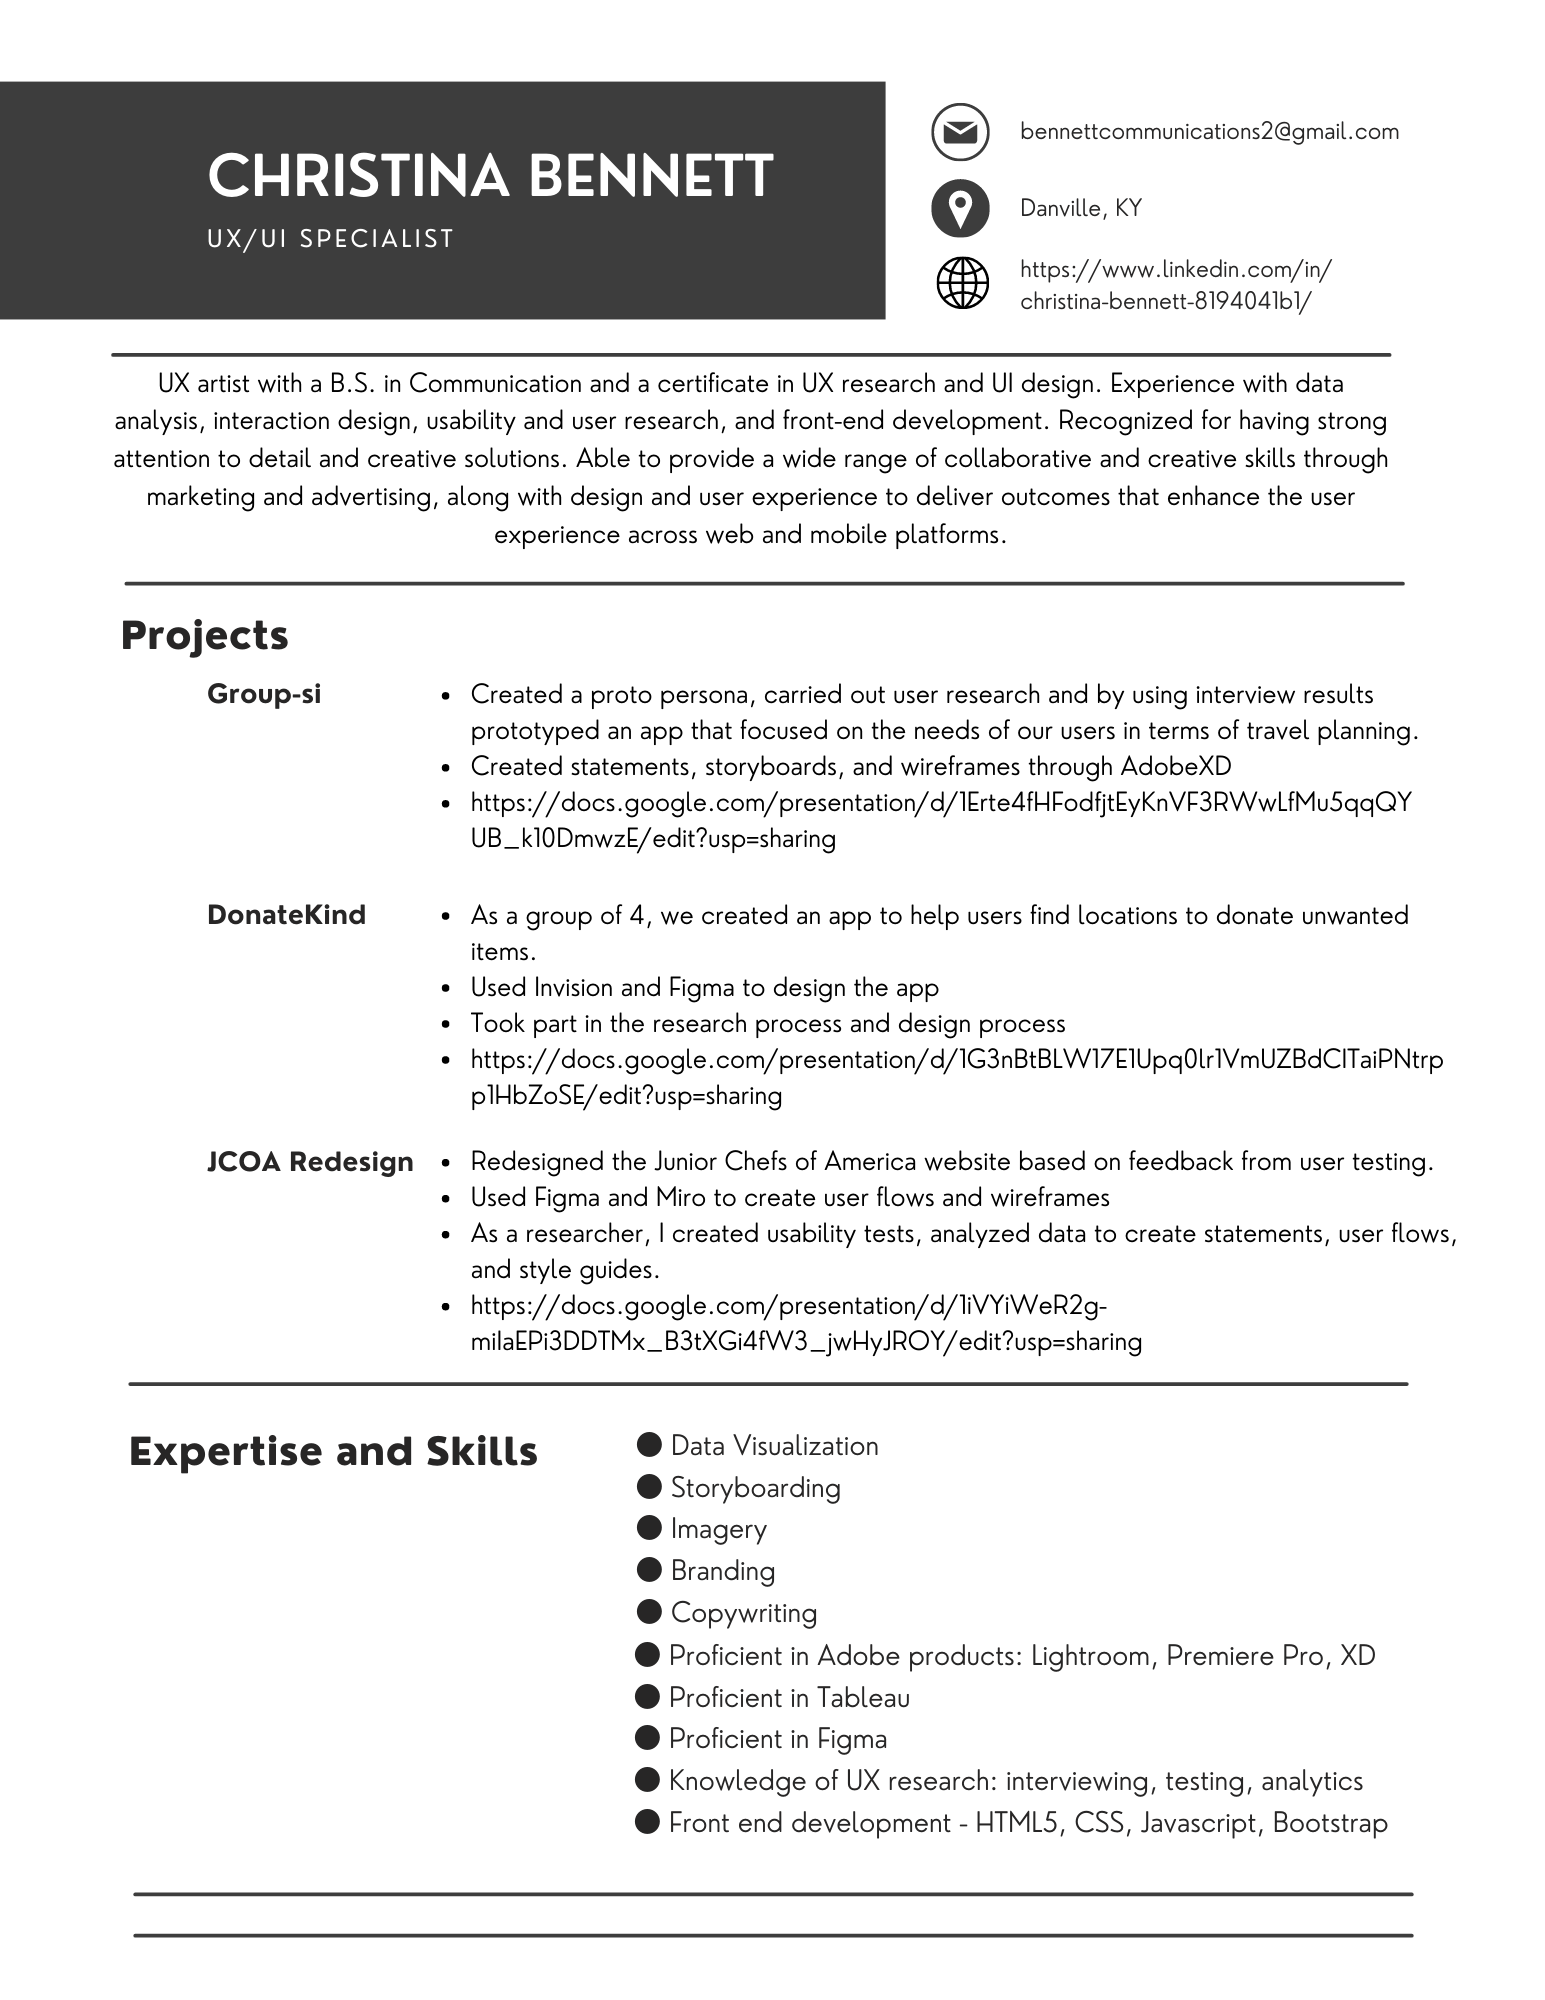 CHRISTINA BENNETT
UX/UI SPECIALIST
bennettcommunications2@gmail.com
Danville, KY
https://www.linkedin.com/in/
christina-bennett-8194041b1/
UX artist with a B.S. in Communication and a certificate in UX research and UI design. Experience with data
analysis, interaction design, usability and user research, and front-end development. Recognized for having strong
attention to detail and creative solutions. Able to provide a wide range of collaborative and creative skills through
marketing and advertising, along with design and user experience to deliver outcomes that enhance the user
experience across web and mobile platforms.
Projects
Group-si
• Created a proto persona, carried out user research and by using interview results
prototyped an app that focused on the needs of our users in terms of travel planning.
• Created statements, storyboards, and wireframes through AdobeXD
• https://docs.google.com/presentation/d/1Erte4fHFodfjtEyKnVF3RWwLfMu5qqQY
UB_k10DmwzE/edit?usp=sharing
DonateKind
• As a group of 4, we created an app to help users find locations to donate unwanted
items.
• Used Invision and Figma to design the app
• Took part in the research process and design process
• https://docs.google.com/presentation/d/1G3nBtBLW17E1Upq0lr1VmUZBdClTaiPNtrp
p1HbZoSE/edit?usp=sharing
JCOA Redesign
• Redesigned the Junior Chefs of America website based on feedback from user testing.
• Used Figma and Miro to create user flows and wireframes
• As a researcher, I created usability tests, analyzed data to create statements, user flows,
and style guides.
• https://docs.google.com/presentation/d/1iVYiWeR2g-
milaEPi3DDTMx_B3tXGi4fW3_jwHyJROY/edit?usp=sharing
Expertise and Skills
● Data Visualization
● Storyboarding
● Imagery
● Branding
● Copywriting
● Proficient in Adobe products: Lightroom, Premiere Pro, XD
● Proficient in Tableau
● Proficient in Figma
● Knowledge of UX research: interviewing, testing, analytics
● Front end development - HTML5, CSS, Javascript, Bootstrap